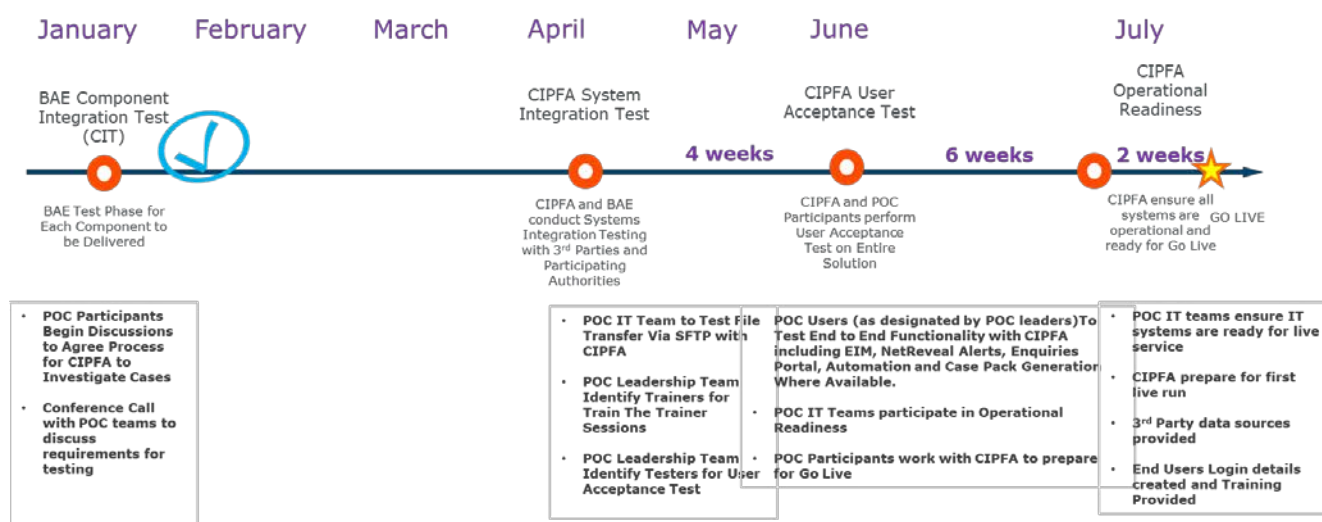 January
February
March
April
May
June
July
BAE Component
Integration Test
(CIT)
CIPFA System
Integration Test
CIPFA User
Acceptance Test
CIPFA
Operational
Readiness
4 weeks
6 weeks
2 weeks
BAE Test Phase for
Each Component to
be Delivered
CIPFA and BAE
conduct Systems
Integration Testing
with 3rd Parties and
Participating
Authorities
CIPFA and POC
Participants perform
User Acceptance
Test on Entire
Solution
CIPFA ensure all
systems are
operational and
ready for Go Live
GO LIVE
• POC Participants
Begin Discussions
to Agree Process
for CIPFA to
Investigate Cases
• Conference Call
with POC teams to
discuss
requirements for
testing
• POC IT Team to Test File
Transfer Via SFTP with
CIPFA
• POC Leadership Team
Identify Trainers for
Train The Trainer
Sessions
• POC Leadership Team
Identify Testers for User
Acceptance Test
POC Users (as designated by POC leaders)To
Test End to End Functionality with CIPFA
including EIM, NetReveal Alerts, Enquiries
Portal, Automation and Case Pack Generation
Where Available.
• POC IT Teams participate in Operational
Readiness
• POC Participants work with CIPFA to prepare
for Go Live
• POC IT teams ensure IT
systems are ready for live
service
• CIPFA prepare for first
live run
• 3rd Party data sources
provided
• End Users Login details
created and Training
Provided